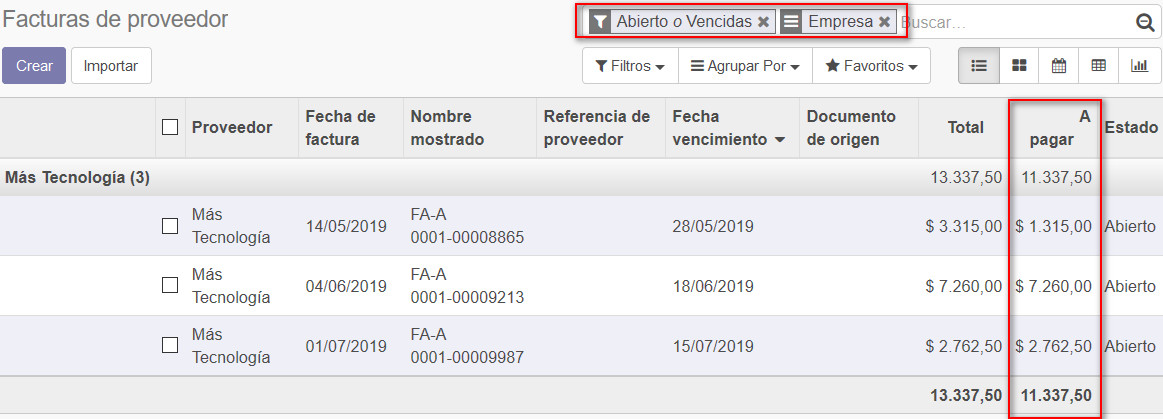 Facturas de proveedor
Abierto o Vencidas ✖ Empresa ✖ Buscar...
Crear Importar
Filtros Agrupar Por Favoritos
Proveedor Fecha de factura Nombre mostrado Referencia de proveedor Fecha vencimiento Documento de origen Total A pagar Estado
Más Tecnología (3) 13.337,50 11.337,50
Más Tecnología 14/05/2019 FA-A 0001-00008865 28/05/2019 $ 3.315,00 $ 1.315,00 Abierto
Más Tecnología 04/06/2019 FA-A 0001-00009213 18/06/2019 $ 7.260,00 $ 7.260,00 Abierto
Más Tecnología 01/07/2019 FA-A 0001-00009987 15/07/2019 $ 2.762,50 $ 2.762,50 Abierto
13.337,50 11.337,50